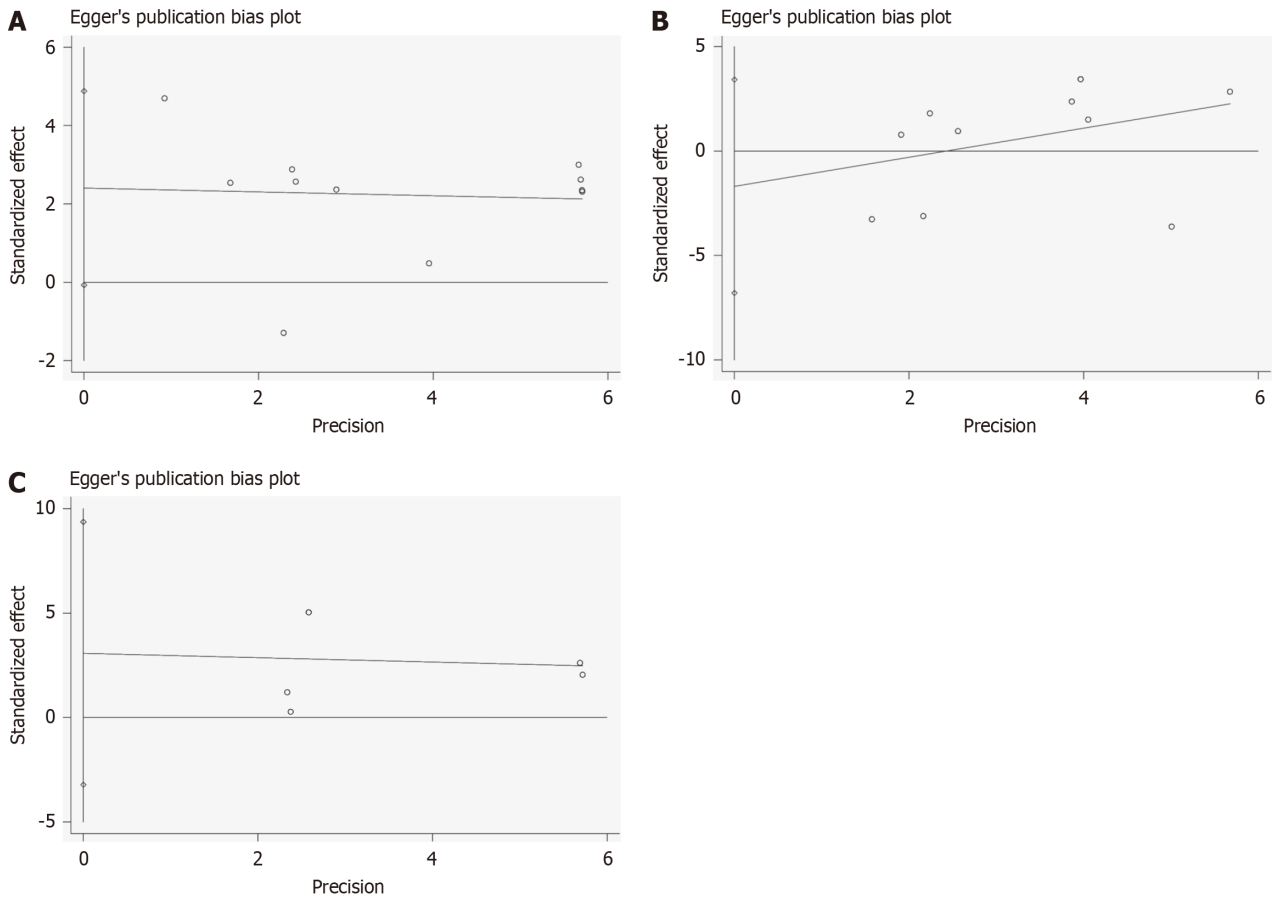 A
Egger's publication bias plot
Standardized effect
6
4
2
0
-2
0 2 4 6
Precision
B
Egger's publication bias plot
Standardized effect
5
0
-5
-10
0 2 4 6
Precision
C
Egger's publication bias plot
Standardized effect
10
5
0
-5
0 2 4 6
Precision